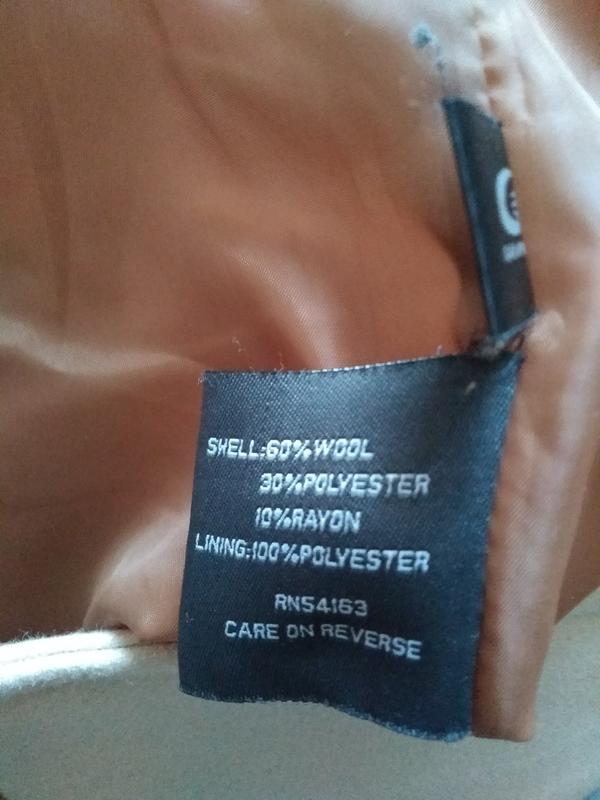 SHELL:60%WOOL
30%POLYESTER
10%RAYON
LINING:100%POLYESTER
RN54163
CARE ON REVERSE